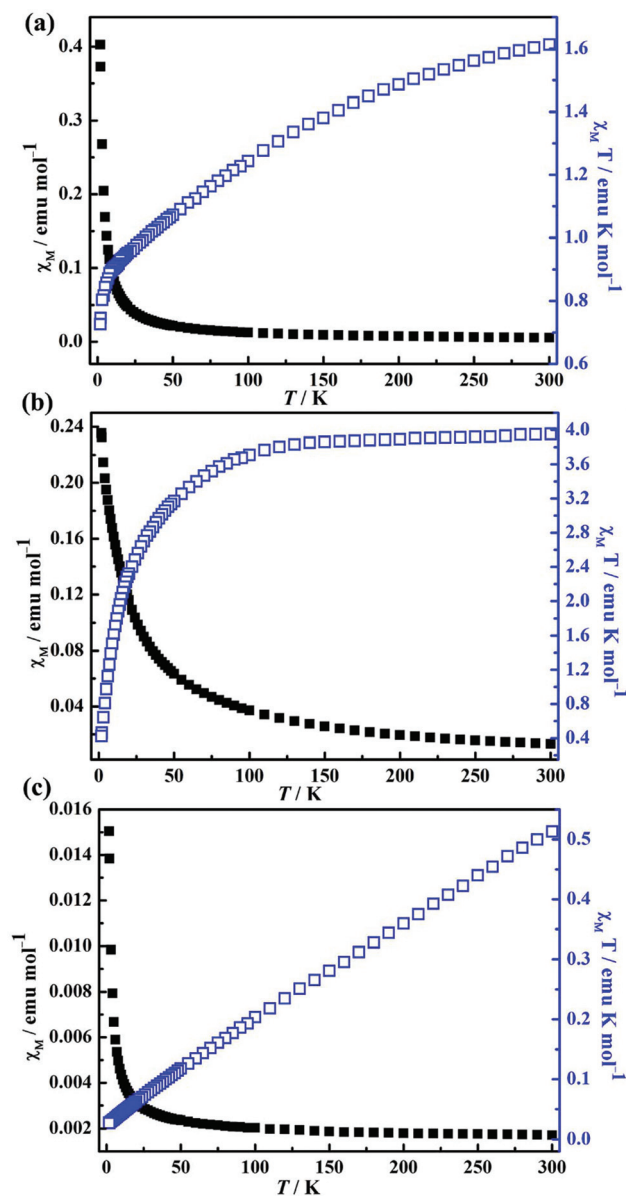 (a)
0.4
0.3
0.2
0.1
0.0
χM / emu mol⁻¹
1.6
1.4
1.2
1.0
0.8
0.6
χM T / emu K mol⁻¹
0 50 100 150 200 250 300
T / K
(b)
0.24
0.20
0.16
0.12
0.08
0.04
χM / emu mol⁻¹
4.0
3.6
3.2
2.8
2.4
2.0
1.6
1.2
0.8
0.4
χM T / emu K mol⁻¹
0 50 100 150 200 250 300
T / K
(c)
0.016
0.014
0.012
0.010
0.008
0.006
0.004
0.002
χM / emu mol⁻¹
0.5
0.4
0.3
0.2
0.1
0.0
χM T / emu K mol⁻¹
0 50 100 150 200 250 300
T / K